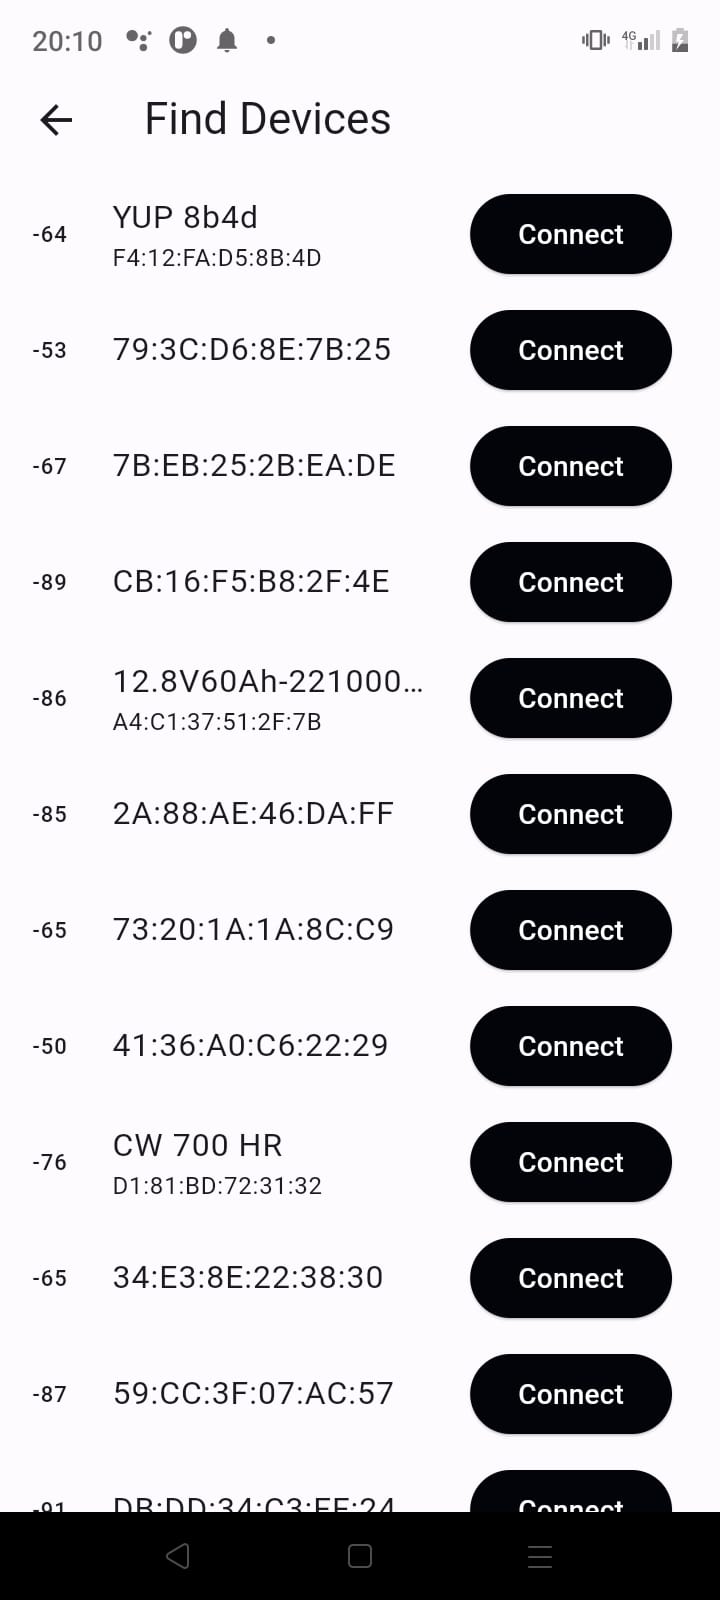 20:10
4G
Find Devices
-64
YUP 8b4d
F4:12:FA:D5:8B:4D
Connect
-53
79:3C:D6:8E:7B:25
Connect
-67
7B:EB:25:2B:EA:DE
Connect
-89
CB:16:F5:B8:2F:4E
Connect
-86
12.8V60Ah-221000...
A4:C1:37:51:2F:7B
Connect
-85
2A:88:AE:46:DA:FF
Connect
-65
73:20:1A:1A:8C:C9
Connect
-50
41:36:A0:C6:22:29
Connect
-76
CW 700 HR
D1:81:BD:72:31:32
Connect
-65
34:E3:8E:22:38:30
Connect
-87
59:CC:3F:07:AC:57
Connect
-91
Connect